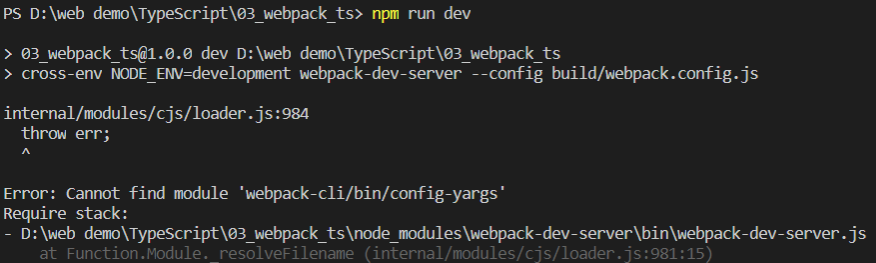 PS D:\web demo\TypeScript\03_webpack_ts> npm run dev
> 03_webpack_ts@1.0.0 dev D:\web demo\TypeScript\03_webpack_ts
> cross-env NODE_ENV=development webpack-dev-server --config build/webpack.config.js
internal/modules/cjs/loader.js:984
  throw err;
  ^
Error: Cannot find module 'webpack-cli/bin/config-yargs'
Require stack:
- D:\web demo\TypeScript\03_webpack_ts\node_modules\webpack-dev-server\bin\webpack-dev-server.js
    at Function.Module._resolveFilename (internal/modules/cjs/loader.js:981:15)